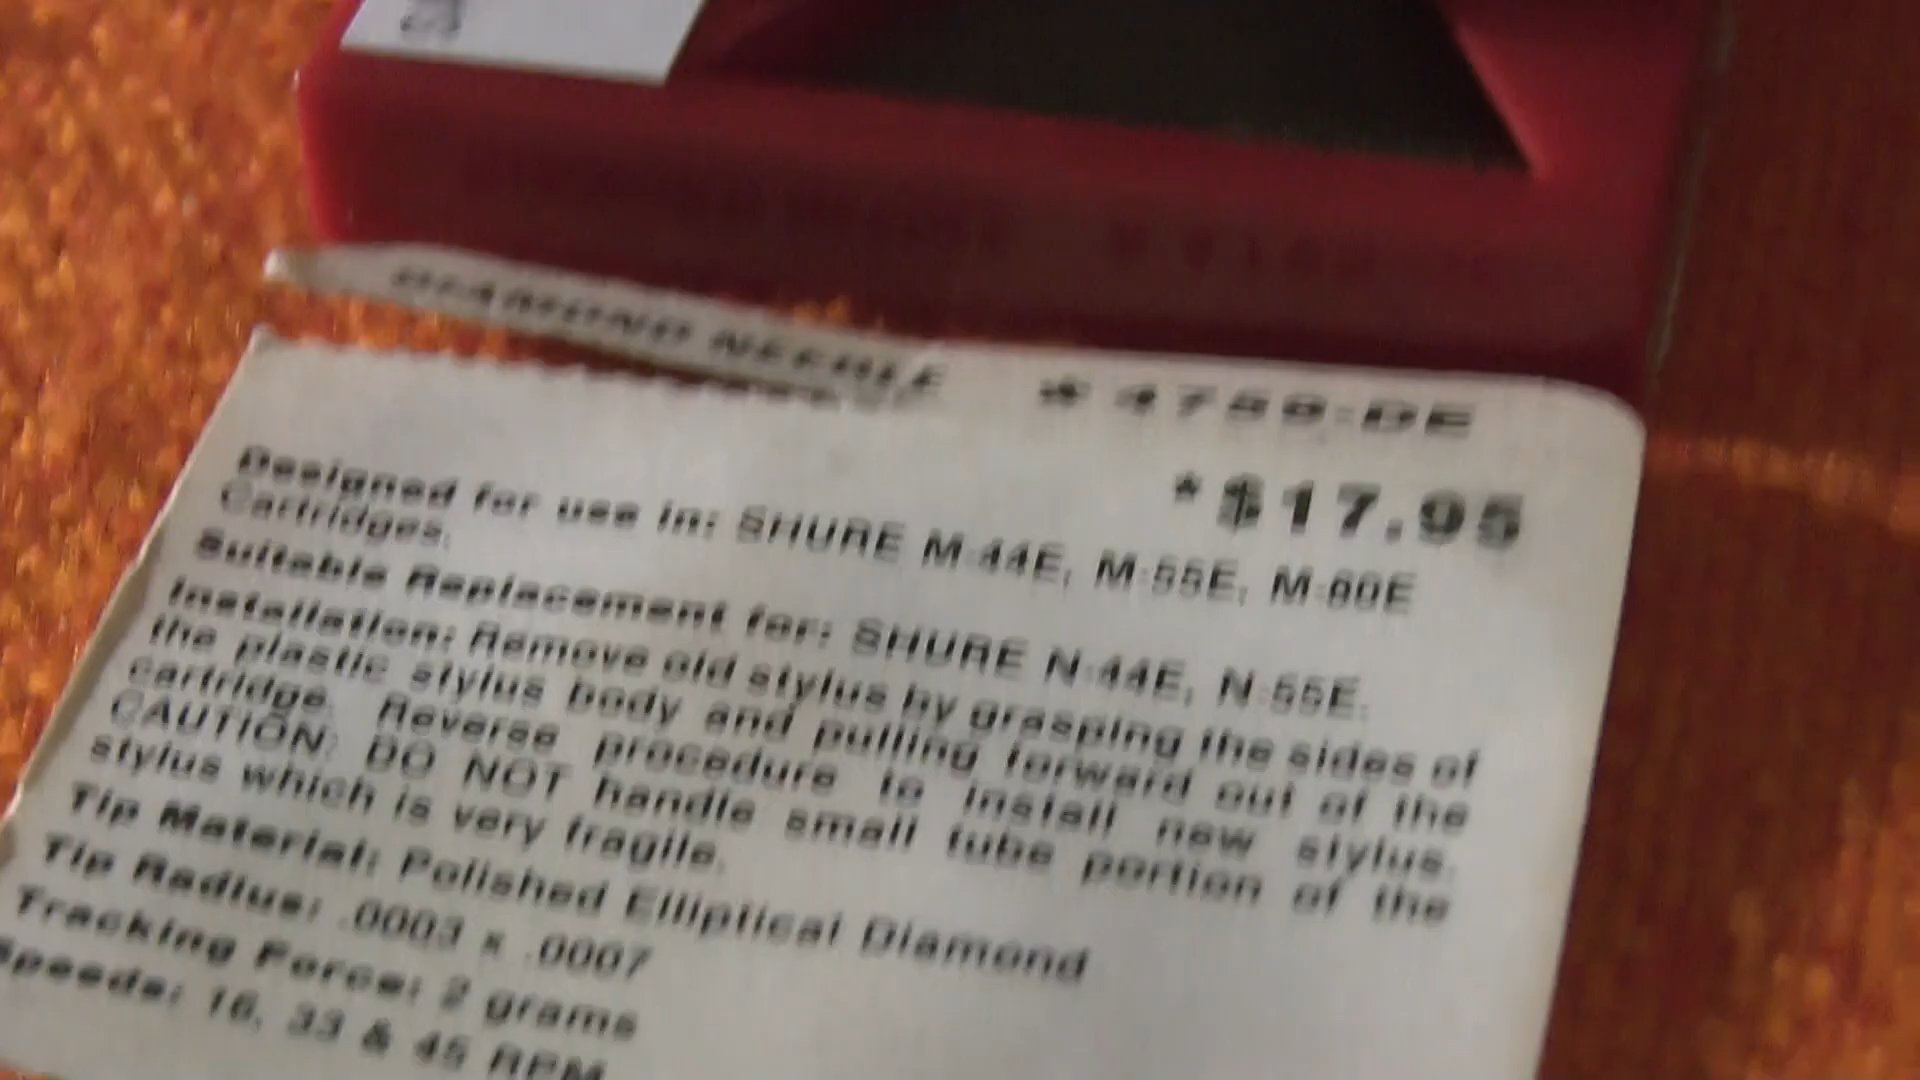 DIAMOND NEEDLE * 4759-DE
*$17.95
Designed for use in: SHURE M-44E, M-55E, M-80E
Cartridges.
Suitable Replacement for: SHURE N-44E, N-55E.
Installation: Remove old stylus by grasping the sides of
the plastic stylus body and pulling forward out of the
cartridge. Reverse procedure to install new stylus.
CAUTION: DO NOT handle small tube portion of the
stylus which is very fragile.
Tip Material: Polished Elliptical Diamond
Tip Radius: .0003 x .0007
Tracking Force: 2 grams
Speeds: 16, 33 & 45 RPM